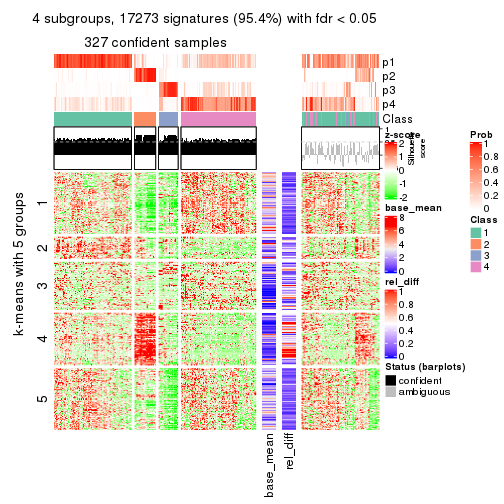 4 subgroups, 17273 signatures (95.4%) with fdr < 0.05
327 confident samples
p1
p2
p3
p4
Class
1
Silhouette
score
k-means with 5 groups
1
2
3
4
5
base_mean
rel_diff
z-score
2
1
0
-1
-2
base_mean
8
6
4
2
0
rel_diff
1
0.8
0.6
0.4
0.2
0
Status (barplots)
confident
ambiguous
Prob
1
0.8
0.6
0.4
0.2
0
Class
1
2
3
4